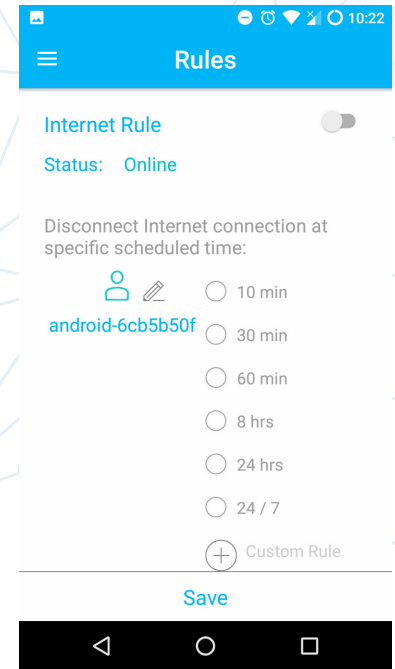 10:22
Rules
Internet Rule
Status: Online
Disconnect Internet connection at
specific scheduled time:
10 min
android-6cb5b50f
30 min
60 min
8 hrs
24 hrs
24 / 7
Custom Rule
Save